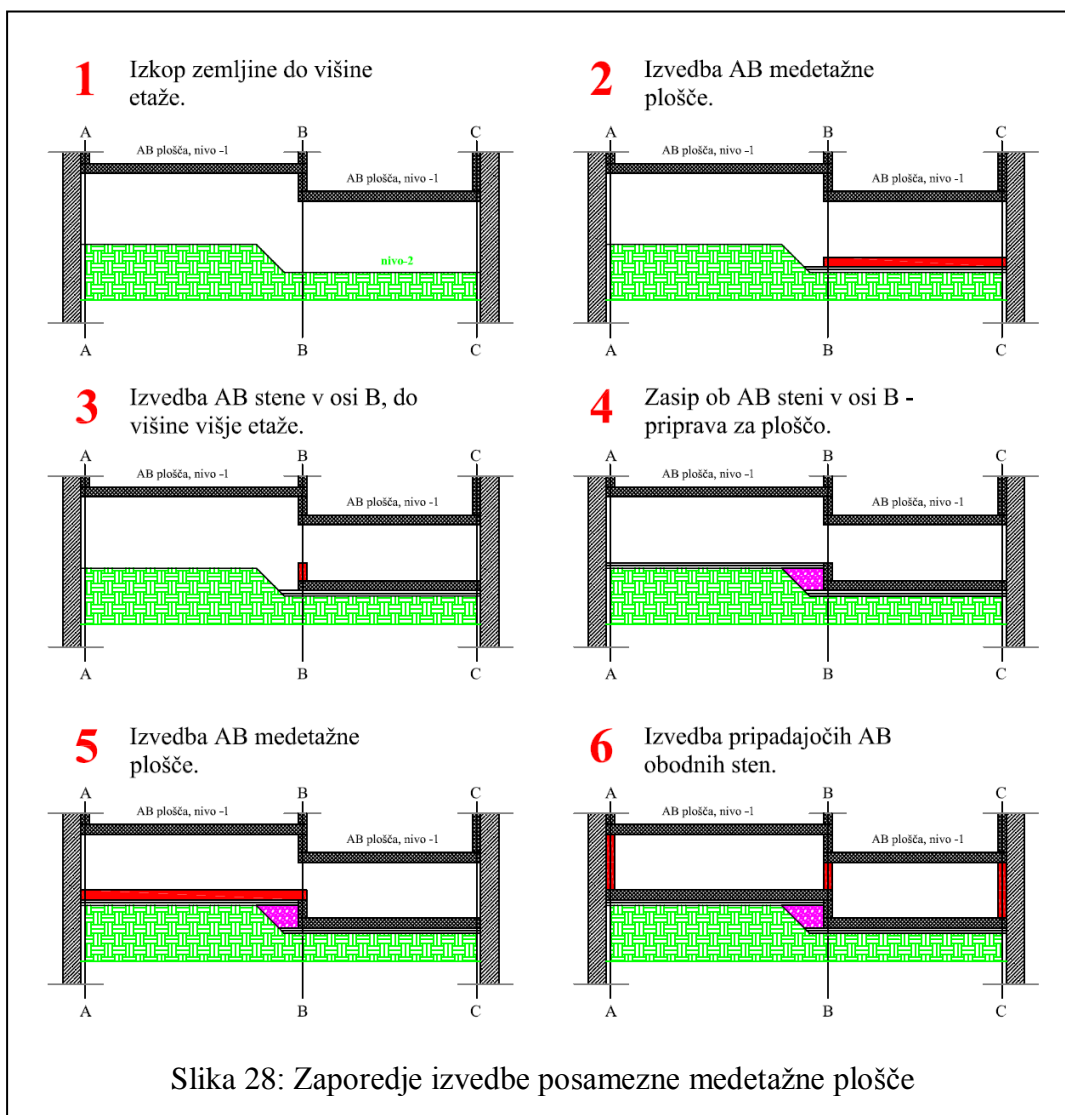 1
Izkop zemljine do višine
etaže.
A
B
C
AB plošča, nivo -1
AB plošča, nivo -1
nivo-2
A
B
C
2
Izvedba AB medetažne
plošče.
A
B
C
AB plošča, nivo -1
AB plošča, nivo -1
A
B
C
3
Izvedba AB stene v osi B, do
višine višje etaže.
A
B
C
AB plošča, nivo -1
AB plošča, nivo -1
A
B
C
4
Zasip ob AB steni v osi B -
priprava za ploščo.
A
B
C
AB plošča, nivo -1
AB plošča, nivo -1
A
B
C
5
Izvedba AB medetažne
plošče.
A
B
C
AB plošča, nivo -1
AB plošča, nivo -1
A
B
C
6
Izvedba pripadajočih AB
obodnih sten.
A
B
C
AB plošča, nivo -1
AB plošča, nivo -1
A
B
C
Slika 28: Zaporedje izvedbe posamezne medetažne plošče